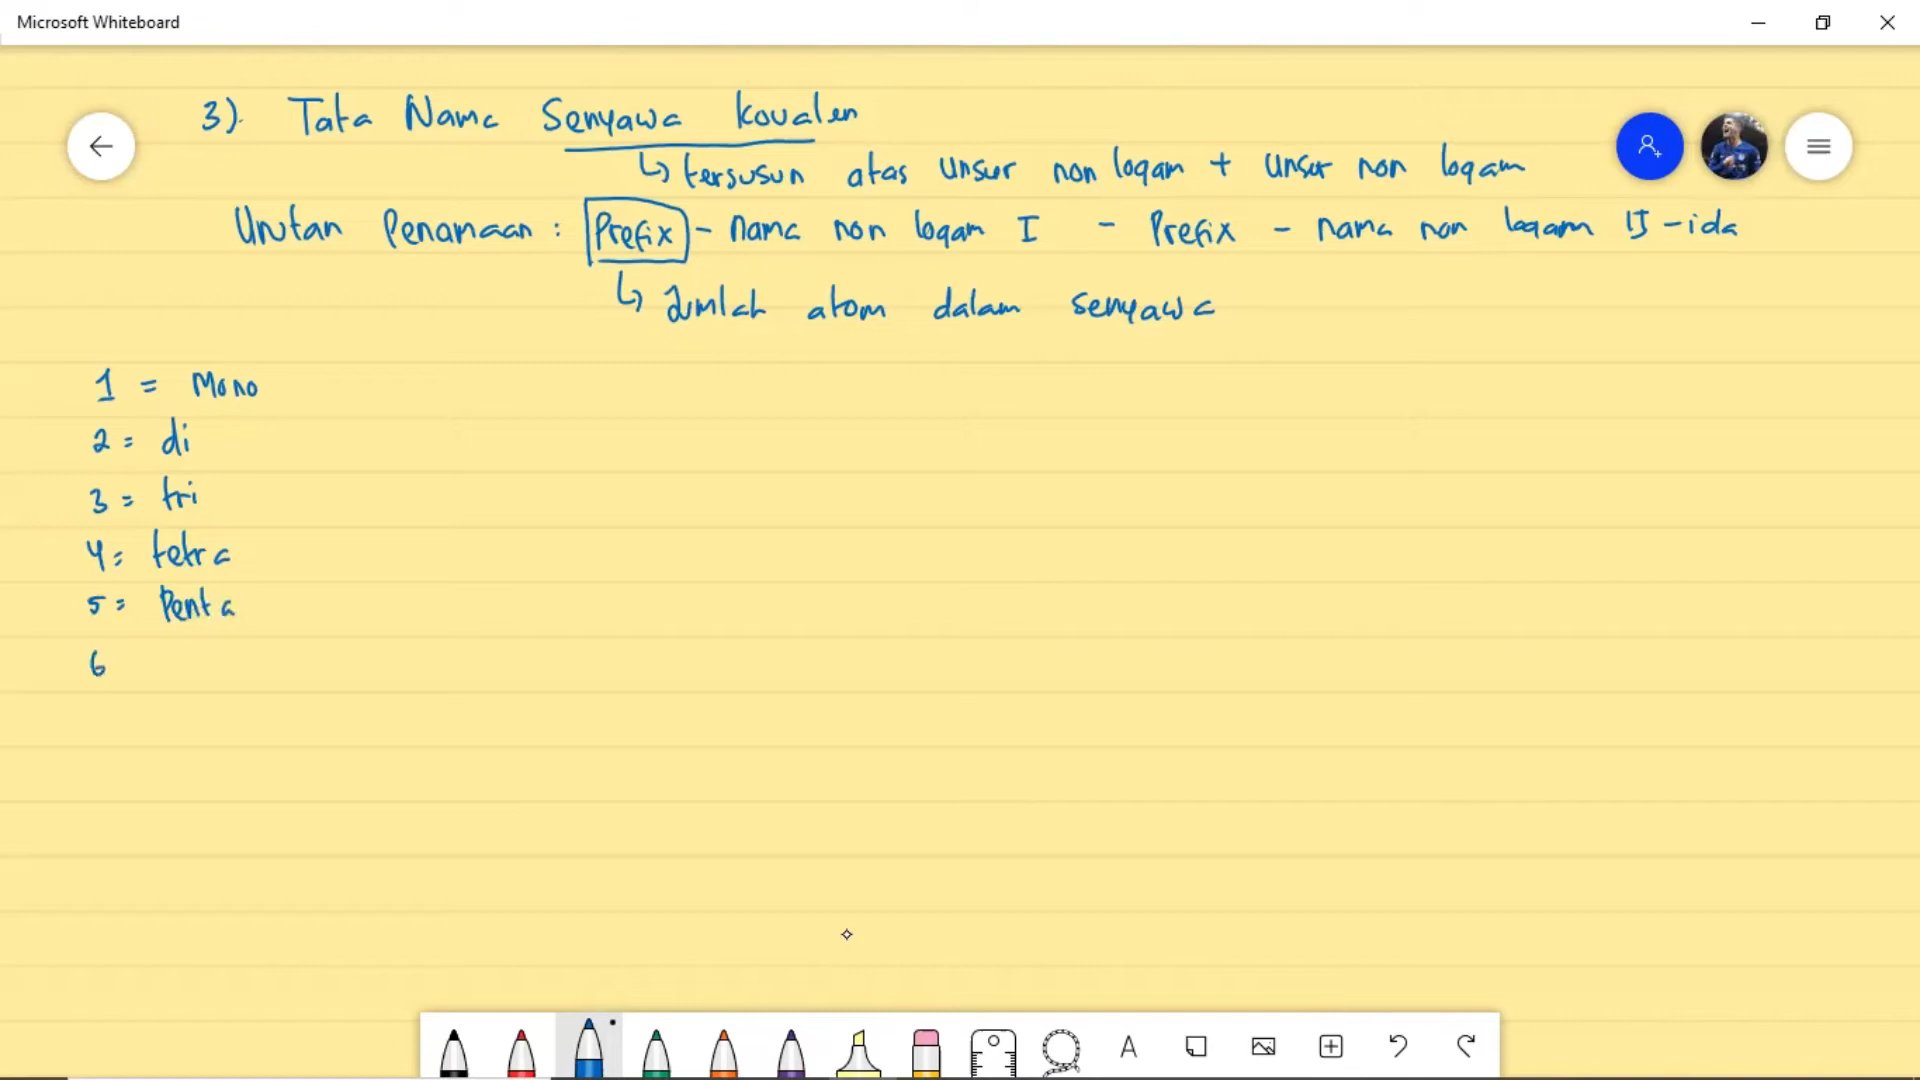 Microsoft Whiteboard
3). Tata Nama Senyawa Kovalen
↳ tersusun atas unsur non logam + unsur non logam
Urutan Penamaan : Prefix - nama non logam I - Prefix - nama non logam II - ida
↳ Jumlah atom dalam senyawa
1 = Mono
2 = di
3 = tri
4 = tetra
5 = Penta
6
A